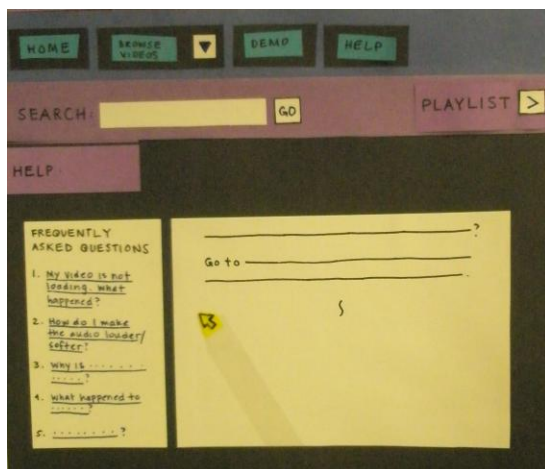 HOME
BROWSE
VIDEOS
▼
DEMO
HELP
SEARCH:
GO
PLAYLIST >
HELP:
FREQUENTLY
ASKED QUESTIONS
1. My video is not
loading. what
happened?
2. How do I make
the audio louder/
softer?
3. Why is . . . . . . .
. . . . . ?
4. What happened to
. . . . . . ?
5. . . . . . . . . ?
?
Go to
.